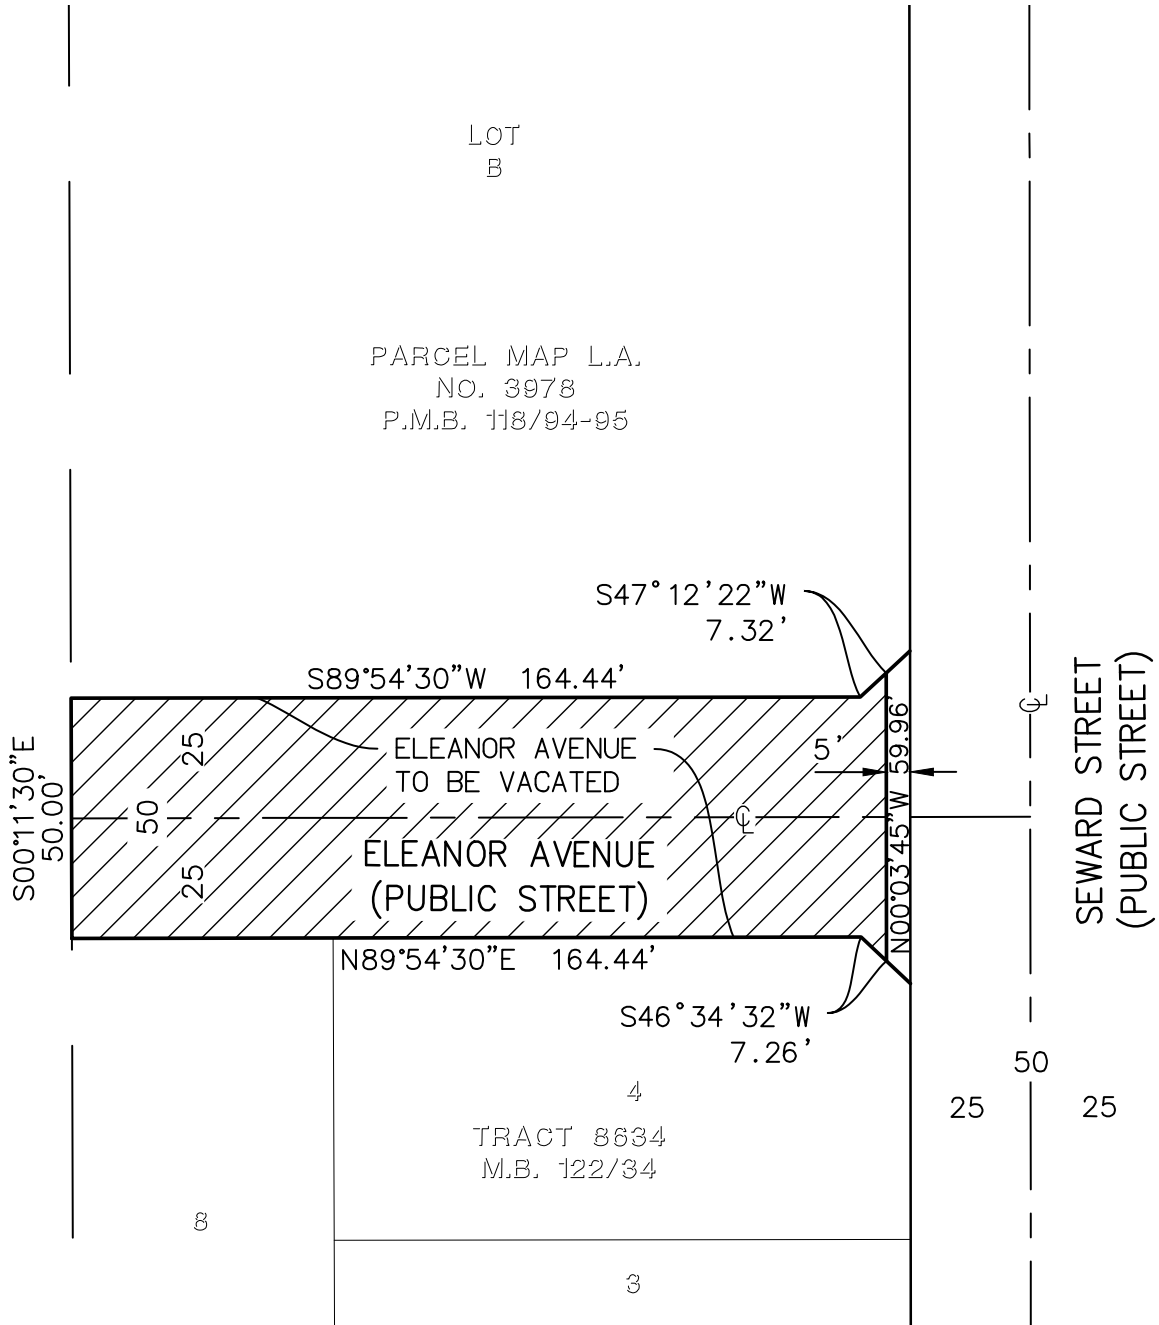 LOT
B
PARCEL MAP L.A.
NO. 3978
P.M.B. 118/94-95
S47°12'22"W
7.32'
S89°54'30"W 164.44'
S00°11'30"E
50.00'
25
50
25
ELEANOR AVENUE
TO BE VACATED
℄
ELEANOR AVENUE
(PUBLIC STREET)
5'
N00°03'45"W 59.96'
℄
SEWARD STREET
(PUBLIC STREET)
N89°54'30"E 164.44'
S46°34'32"W
7.26'
50
25 25
4
TRACT 8634
M.B. 122/34
8
3